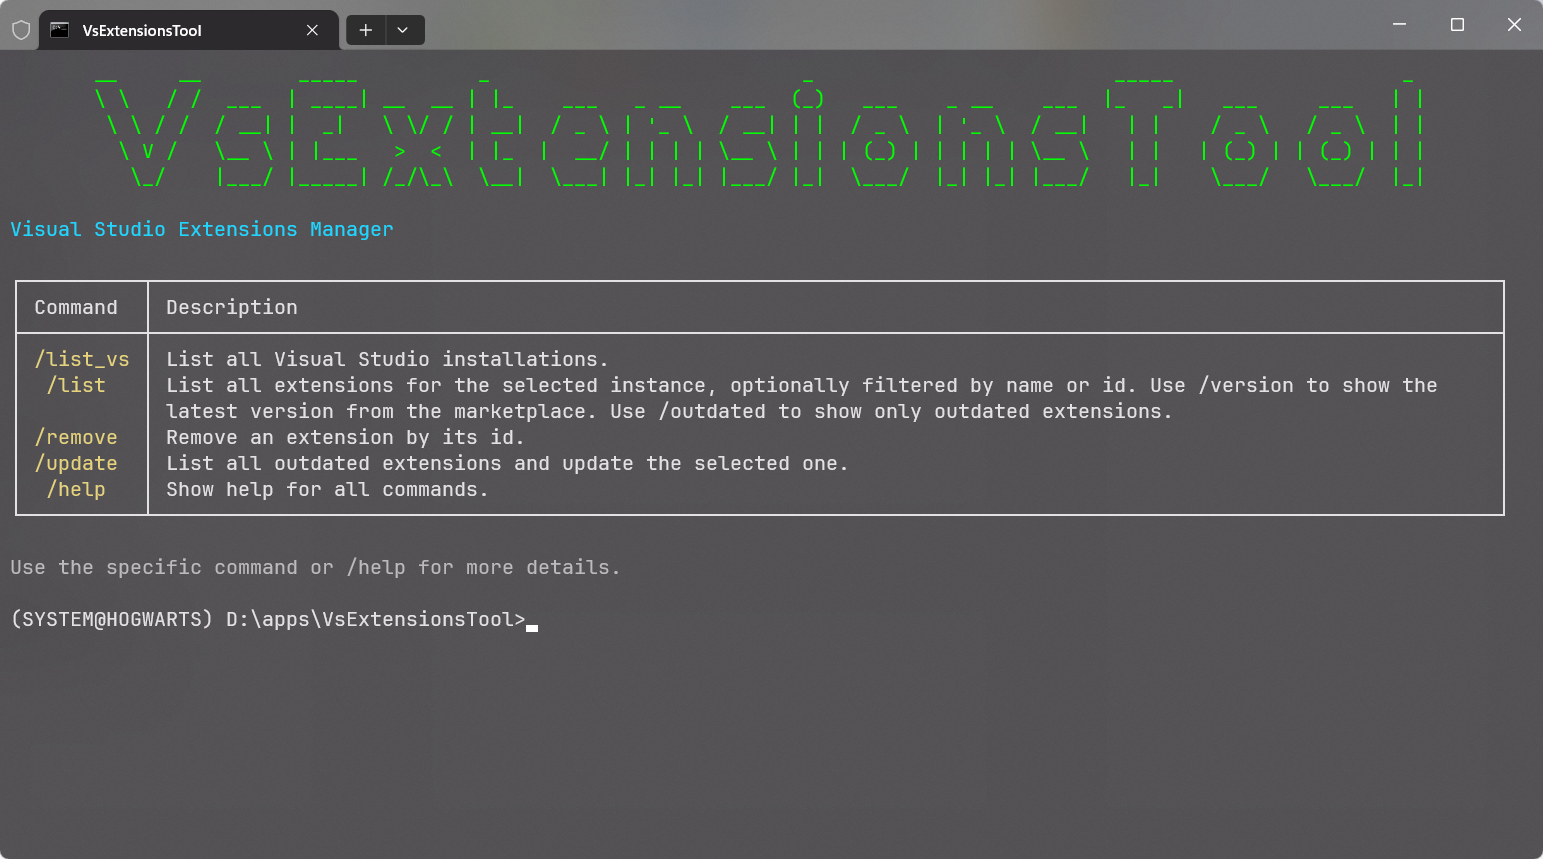 VsExtensionsTool
VsExtensionsTool
Visual Studio Extensions Manager
Command Description
/list_vs List all Visual Studio installations.
/list List all extensions for the selected instance, optionally filtered by name or id. Use /version to show the
latest version from the marketplace. Use /outdated to show only outdated extensions.
/remove Remove an extension by its id.
/update List all outdated extensions and update the selected one.
/help Show help for all commands.
Use the specific command or /help for more details.
(SYSTEM@HOGWARTS) D:\apps\VsExtensionsTool>